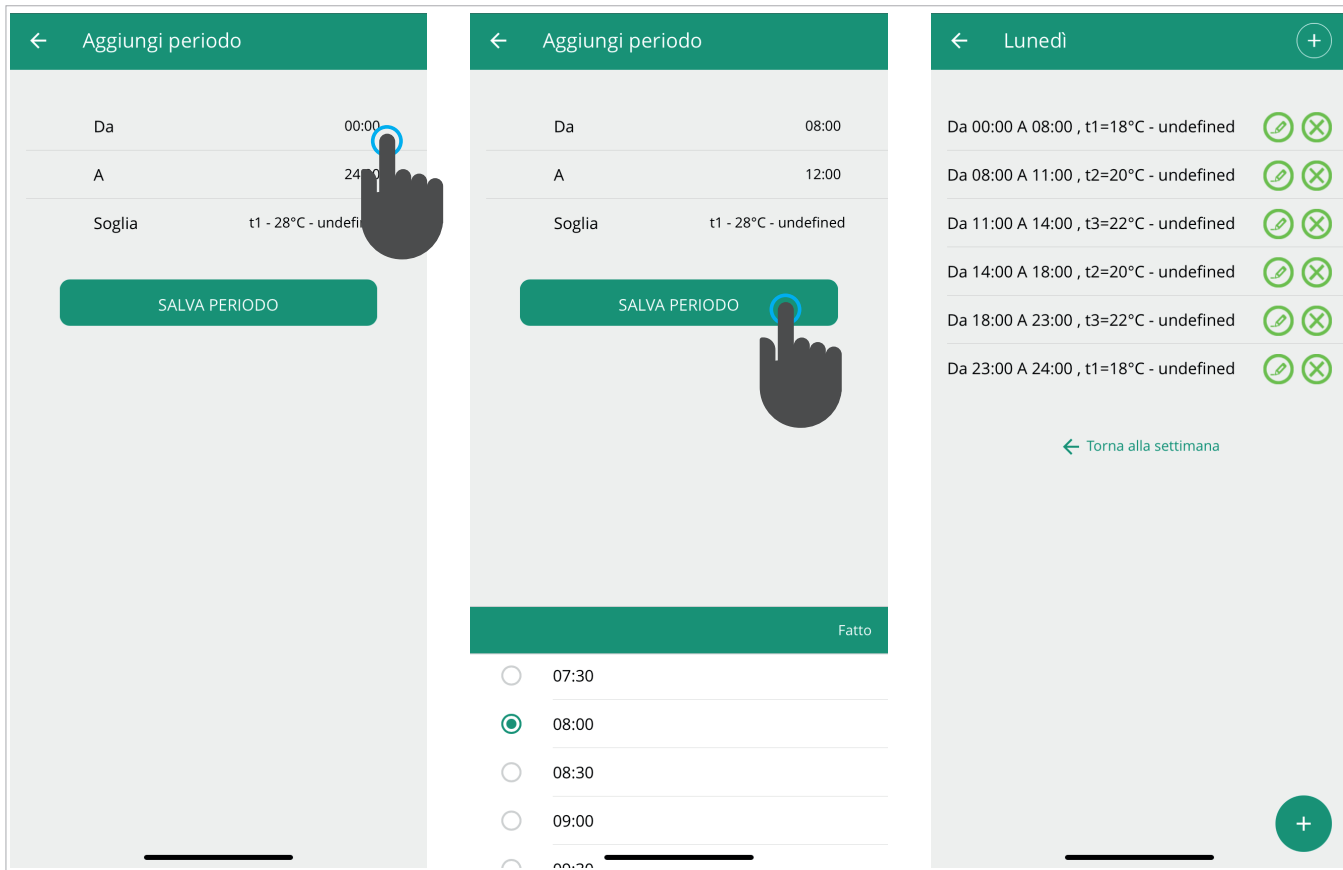 Aggiungi periodo
Da 00:00
A
Soglia t1 - 28°C -
SALVA PERIODO
Aggiungi periodo
Da 08:00
A 12:00
Soglia t1 - 28°C - undefined
SALVA PERIODO
Fatto
07:30
08:00
08:30
09:00
Lunedì
Da 00:00 A 08:00 , t1=18°C - undefined
Da 08:00 A 11:00 , t2=20°C - undefined
Da 11:00 A 14:00 , t3=22°C - undefined
Da 14:00 A 18:00 , t2=20°C - undefined
Da 18:00 A 23:00 , t3=22°C - undefined
Da 23:00 A 24:00 , t1=18°C - undefined
Torna alla settimana